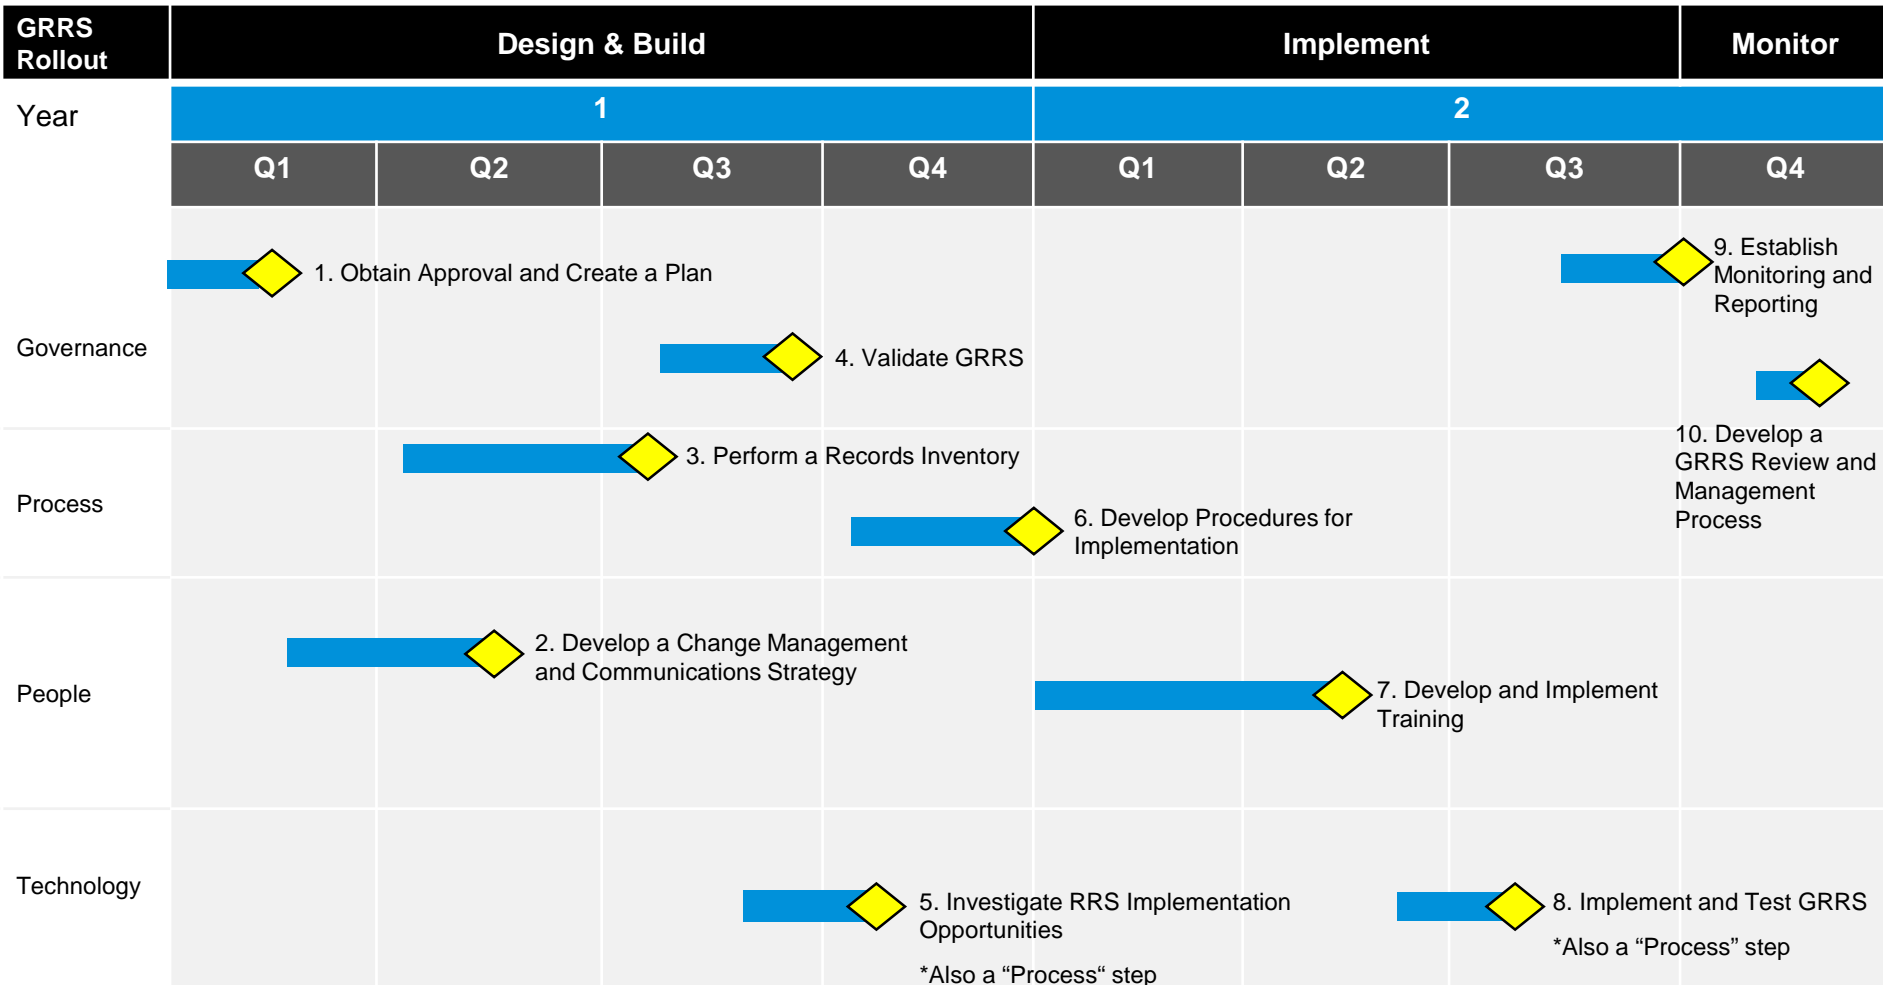 GRRS
Rollout
Design & Build
Implement
Monitor
Year
1
2
Q1
Q2
Q3
Q4
Q1
Q2
Q3
Q4
Governance
1. Obtain Approval and Create a Plan
9. Establish
Monitoring and
Reporting
4. Validate GRRS
10. Develop a
GRRS Review and
Management
Process
Process
3. Perform a Records Inventory
6. Develop Procedures for
Implementation
People
2. Develop a Change Management
and Communications Strategy
7. Develop and Implement
Training
Technology
5. Investigate RRS Implementation
Opportunities
*Also a “Process“ step
8. Implement and Test GRRS
*Also a “Process” step